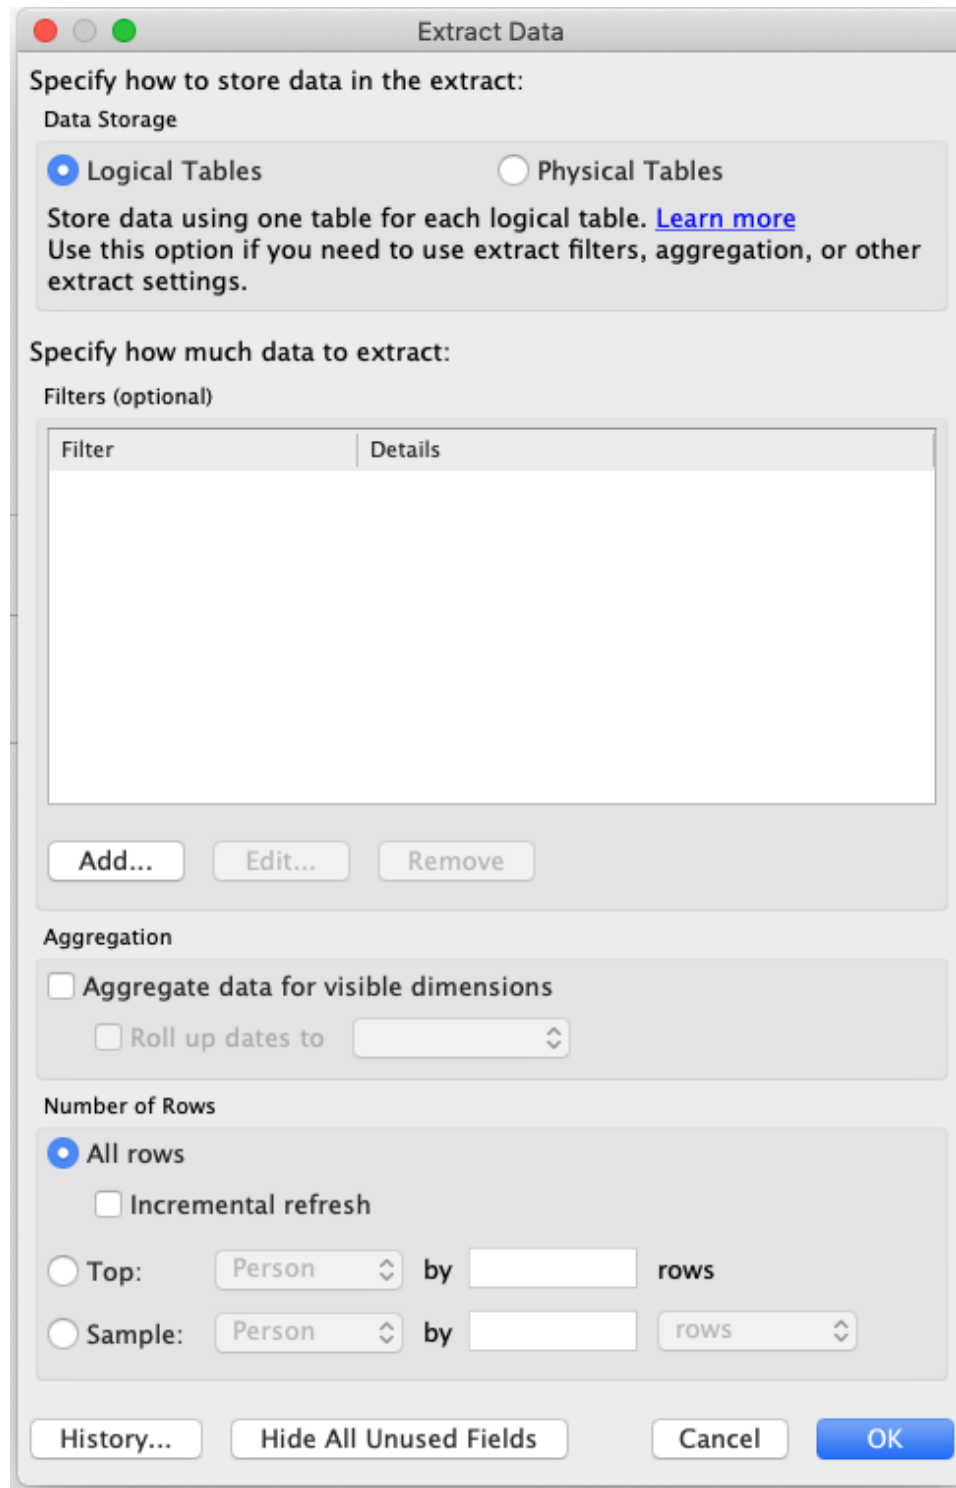 Extract Data
Specify how to store data in the extract:
Data Storage
Logical Tables Physical Tables
Store data using one table for each logical table. Learn more
Use this option if you need to use extract filters, aggregation, or other
extract settings.
Specify how much data to extract:
Filters (optional)
Filter Details
Add... Edit... Remove
Aggregation
Aggregate data for visible dimensions
Roll up dates to
Number of Rows
All rows
Incremental refresh
Top: Person by rows
Sample: Person by rows
History... Hide All Unused Fields Cancel OK